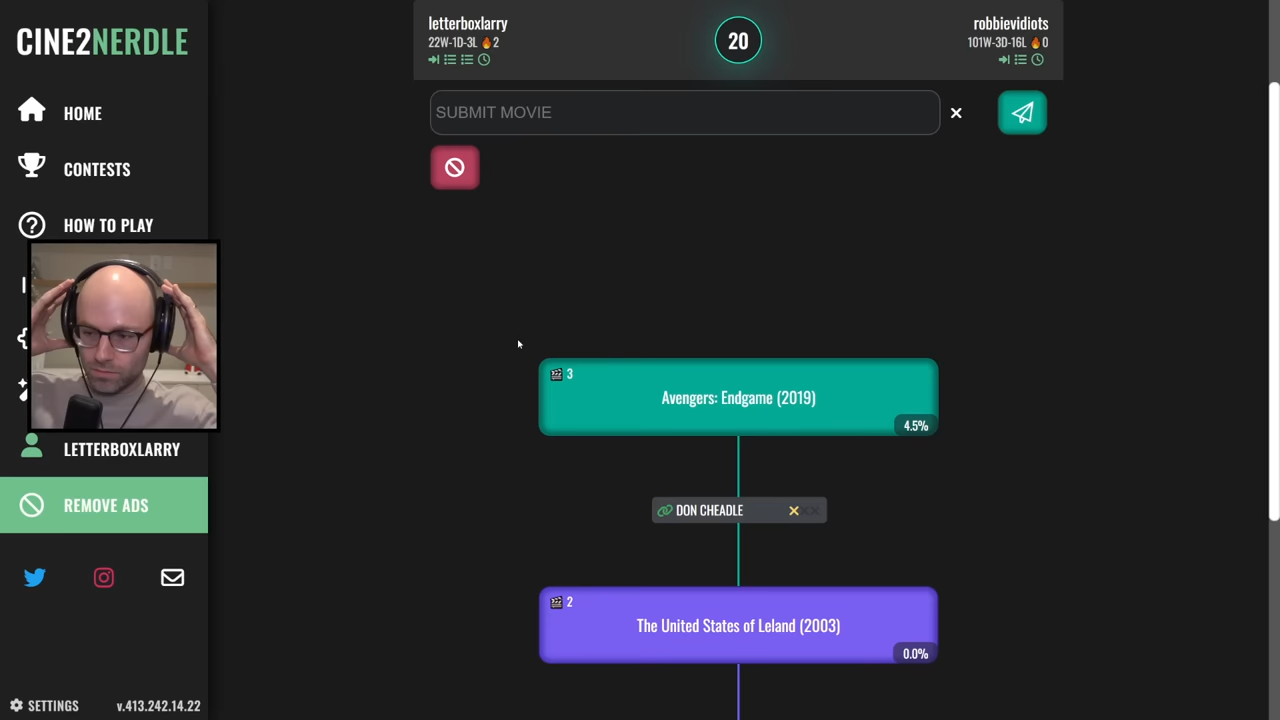 CINE2NERDLE
HOME
CONTESTS
HOW TO PLAY
LETTERBOXLARRY
REMOVE ADS
SETTINGS
v.413.242.14.22
letterboxlarry
22W-1D-3L 🔥2
20
robbievidiots
101W-3D-16L 🔥0
SUBMIT MOVIE
3
Avengers: Endgame (2019)
4.5%
DON CHEADLE
2
The United States of Leland (2003)
0.0%